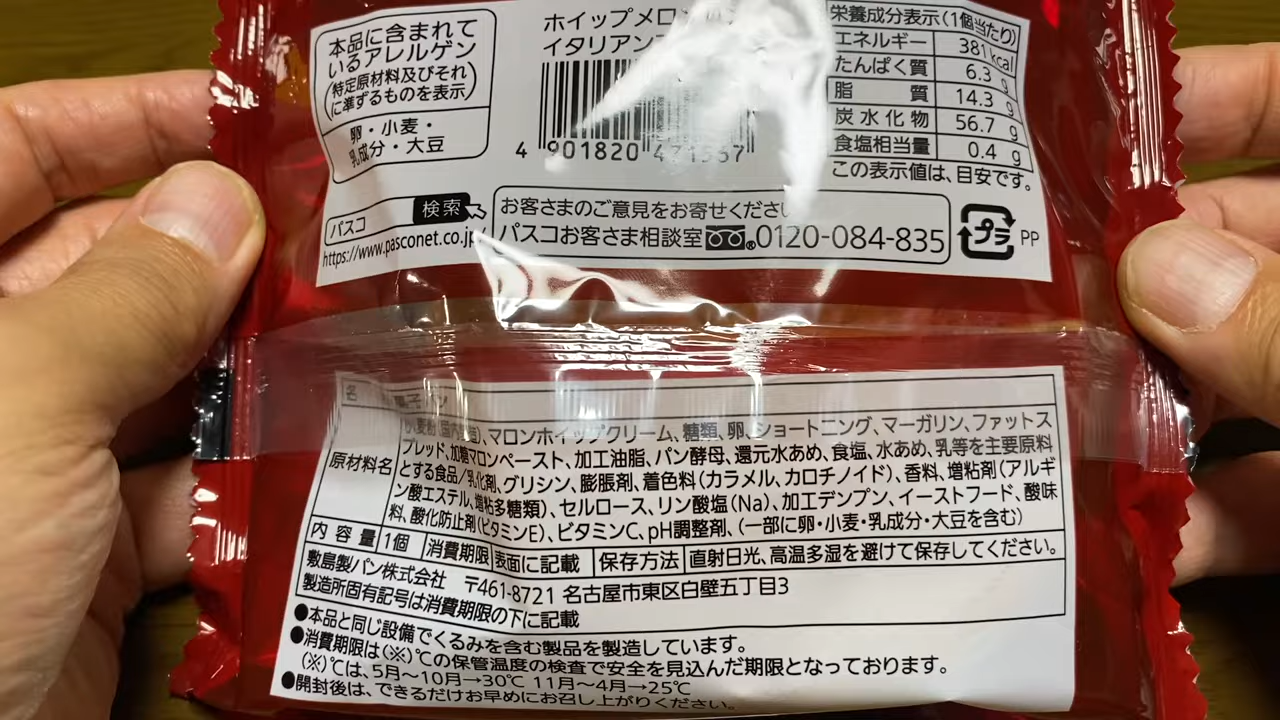 本品に含まれて
いるアレルゲン
(特定原材料及びそれ
に準ずるものを表示)
卵・小麦・
乳成分・大豆
ホイップメロン
イタリアン
4 901820
パスコ 検索
https://www.pasconet.co.jp
お客さまのご意見をお寄せください
パスコお客さま相談室 ®0120-084-835
栄養成分表示(1個当たり)
エネルギー 381kcal
たんぱく質 6.3 g
脂質 14.3 g
炭水化物 56.7 g
食塩相当量 0.4 g
この表示値は、目安です。
プラ PP
名 菓子パン
原材料名
小麦粉(国内製造)、マロンホイップクリーム、糖類、卵、ショートニング、マーガリン、ファットス
プレッド、加糖マロンペースト、加工油脂、パン酵母、還元水あめ、食塩、水あめ、乳等を主要原料
とする食品/乳化剤、グリシン、膨脹剤、着色料(カラメル、カロチノイド)、香料、増粘剤(アルギ
ン酸エステル、増粘多糖類)、セルロース、リン酸塩(Na)、加工デンプン、イーストフード、酸味
料、酸化防止剤(ビタミンE)、ビタミンC、pH調整剤、(一部に卵・小麦・乳成分・大豆を含む)
内容量 1個 消費期限 表面に記載 保存方法 直射日光、高温多湿を避けて保存してください。
敷島製パン株式会社 〒461-8721 名古屋市東区白壁五丁目3
製造所固有記号は消費期限の下に記載
●本品と同じ設備でくるみを含む製品を製造しています。
●消費期限は(※)℃の保管温度の検査で安全を見込んだ期限となっております。
(※)℃は、5月〜10月→30℃ 11月〜4月→25℃
●開封後は、できるだけお早めにお召し上がりください。